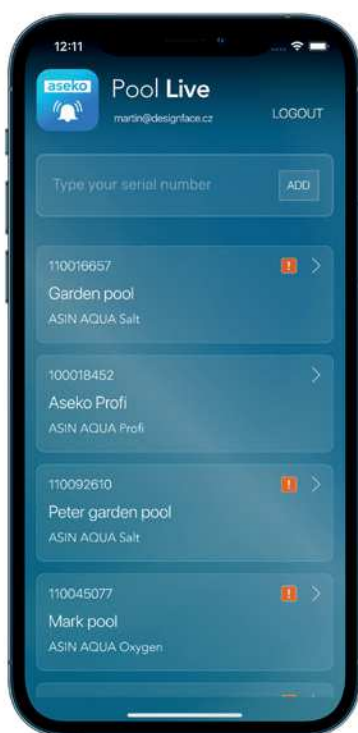 12:11
aseko
Pool Live
martin@designface.cz
LOGOUT
Type your serial number
ADD
110016657
!
Garden pool
ASIN AQUA Salt
100018452
Aseko Profi
ASIN AQUA Profi
110092610
!
Peter garden pool
ASIN AQUA Salt
110045077
!
Mark pool
ASIN AQUA Oxygen